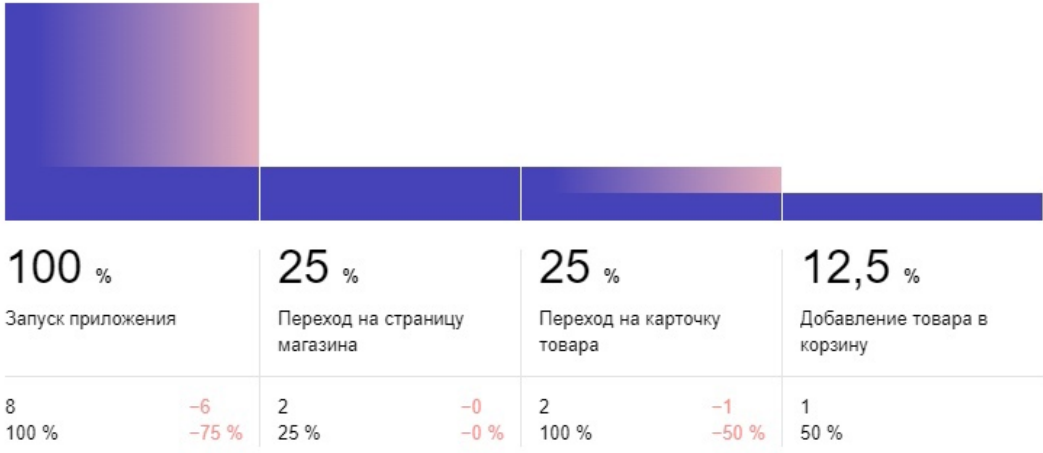 100 % 25 % 25 % 12,5 %
Запуск приложения
Переход на страницу
магазина
Переход на карточку
товара
Добавление товара в
корзину
8 −6 2 −0 2 −1 1
100 % −75 % 25 % −0 % 100 % −50 % 50 %